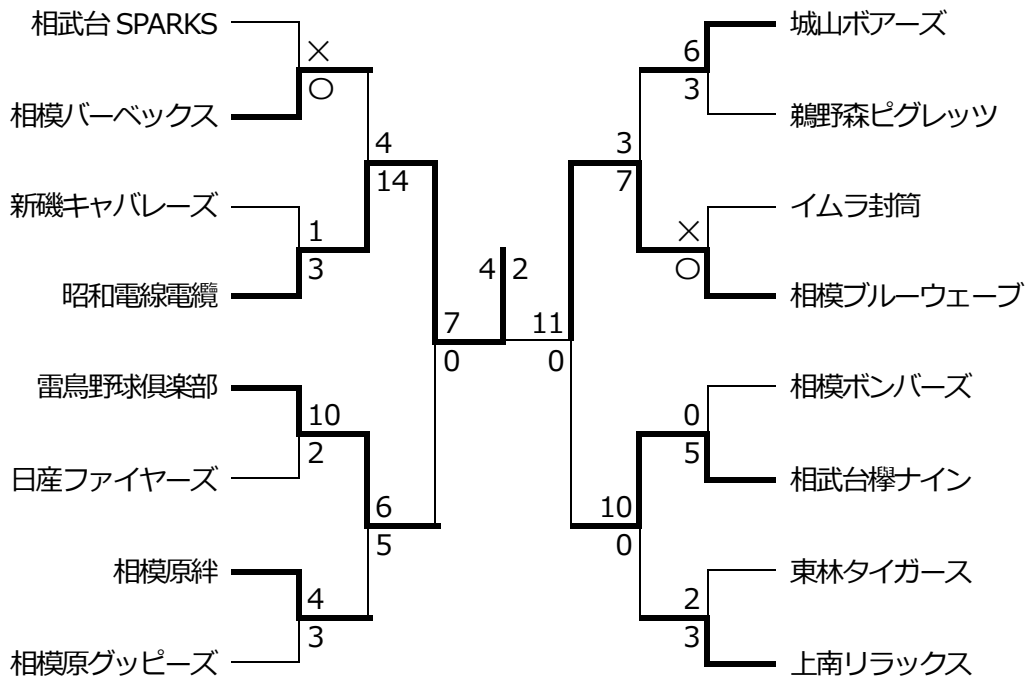 相武台 SPARKS
×
○
相模バーベックス
4
14
新磯キャバレーズ
1
3
昭和電線電纜
7
0
雷鳥野球俱楽部
10
2
日産ファイヤーズ
6
5
相模原絆
4
3
相模原グッピーズ
4 2
城山ボアーズ
6
3
鵜野森ピグレッツ
3
7
イムラ封筒
×
○
相模ブルーウェーブ
11
0
相模ボンバーズ
0
5
相武台欅ナイン
10
0
東林タイガース
2
3
上南リラックス